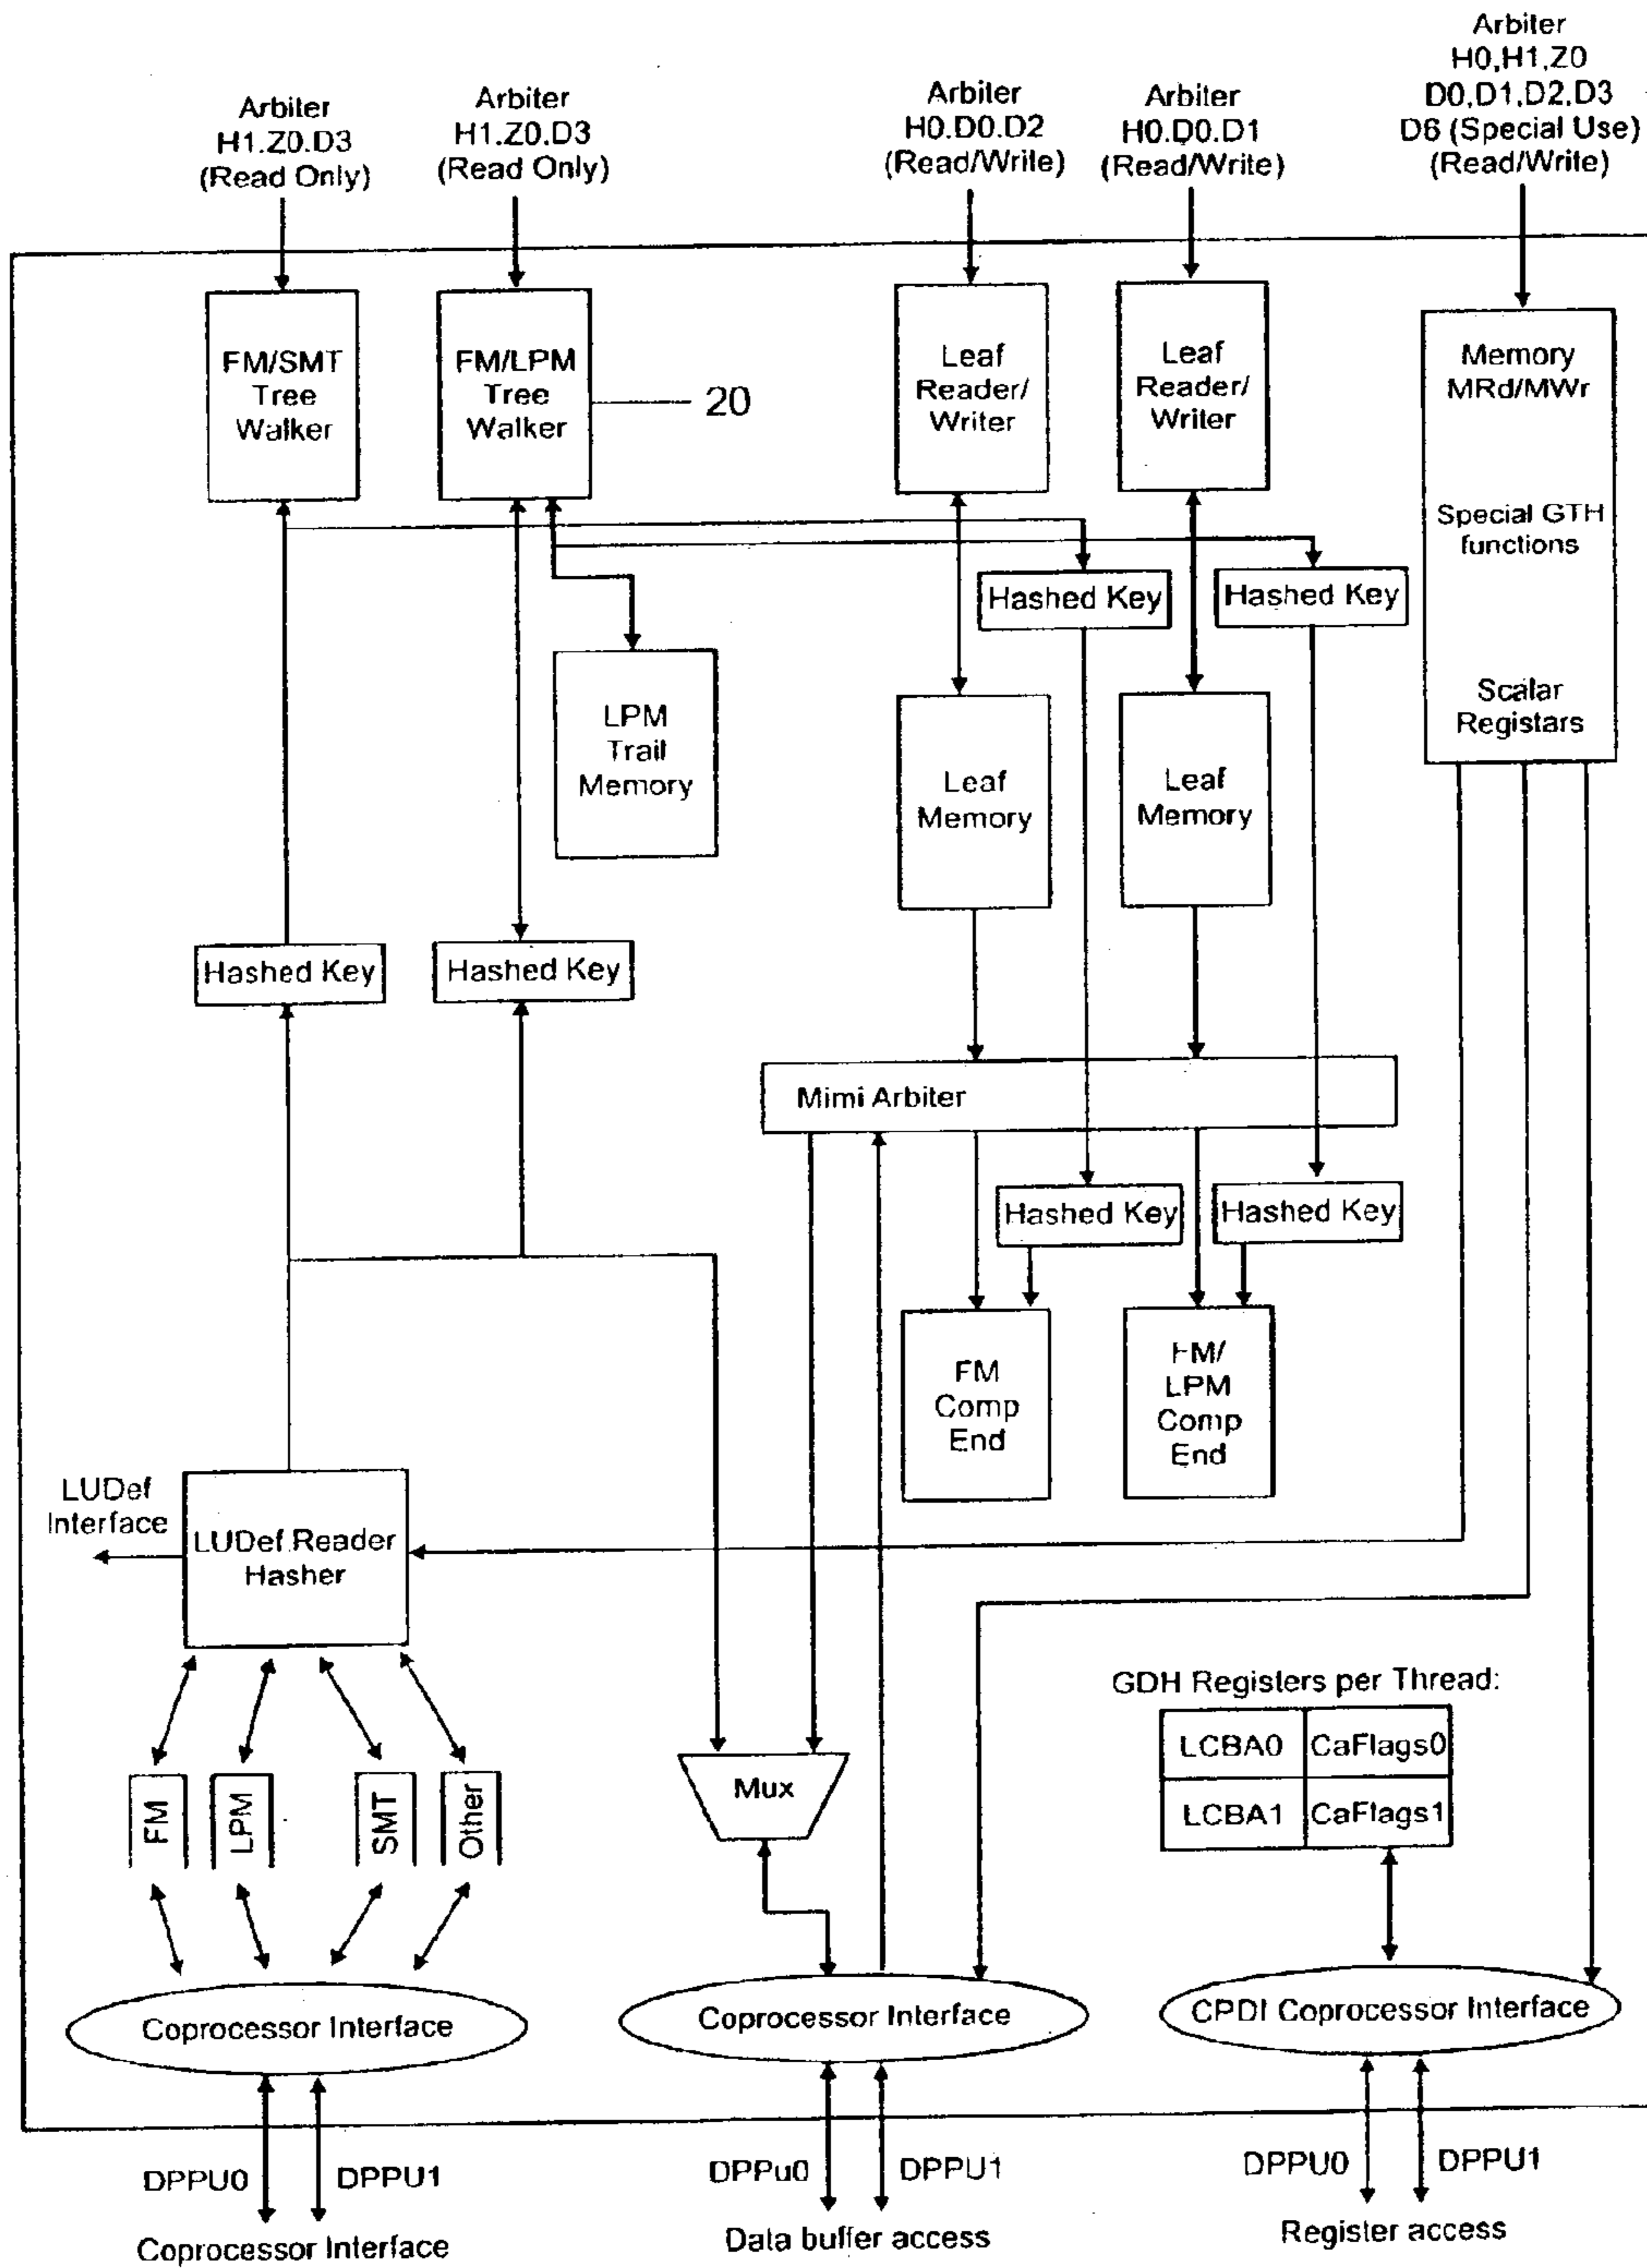 Arbiter
H1.Z0.D3
(Read Only)
Arbiter
H1.Z0.D3
(Read Only)
Arbiter
H0.D0.D2
(Read/Write)
Arbiter
H0.D0.D1
(Read/Write)
Arbiter
H0,H1,Z0
D0,D1,D2,D3
D6 (Special Use)
(Read/Write)
FM/SMT
Tree
Walker
FM/LPM
Tree
Walker
20
Leaf
Reader/
Writer
Leaf
Reader/
Writer
Memory
MRd/MWr
Special GTH
functions
Scalar
Registars
Hashed Key
Hashed Key
LPM
Trail
Memory
Leaf
Memory
Leaf
Memory
Hashed Key
Hashed Key
Mimi Arbiter
Hashed Key
Hashed Key
FM
Comp
End
FM/
LPM
Comp
End
LUDef
Interface
LUDef.Reader
Hasher
GDH Registers per Thread:
LCBA0
CaFlags0
LCBA1
CaFlags1
FM
LPM
SMT
Other
Mux
Coprocessor Interface
Coprocessor Interface
CPDI Coprocessor Interface
DPPU0
DPPU1
DPPu0
DPPU1
DPPU0
DPPU1
Coprocessor Interface
Data buffer access
Register access